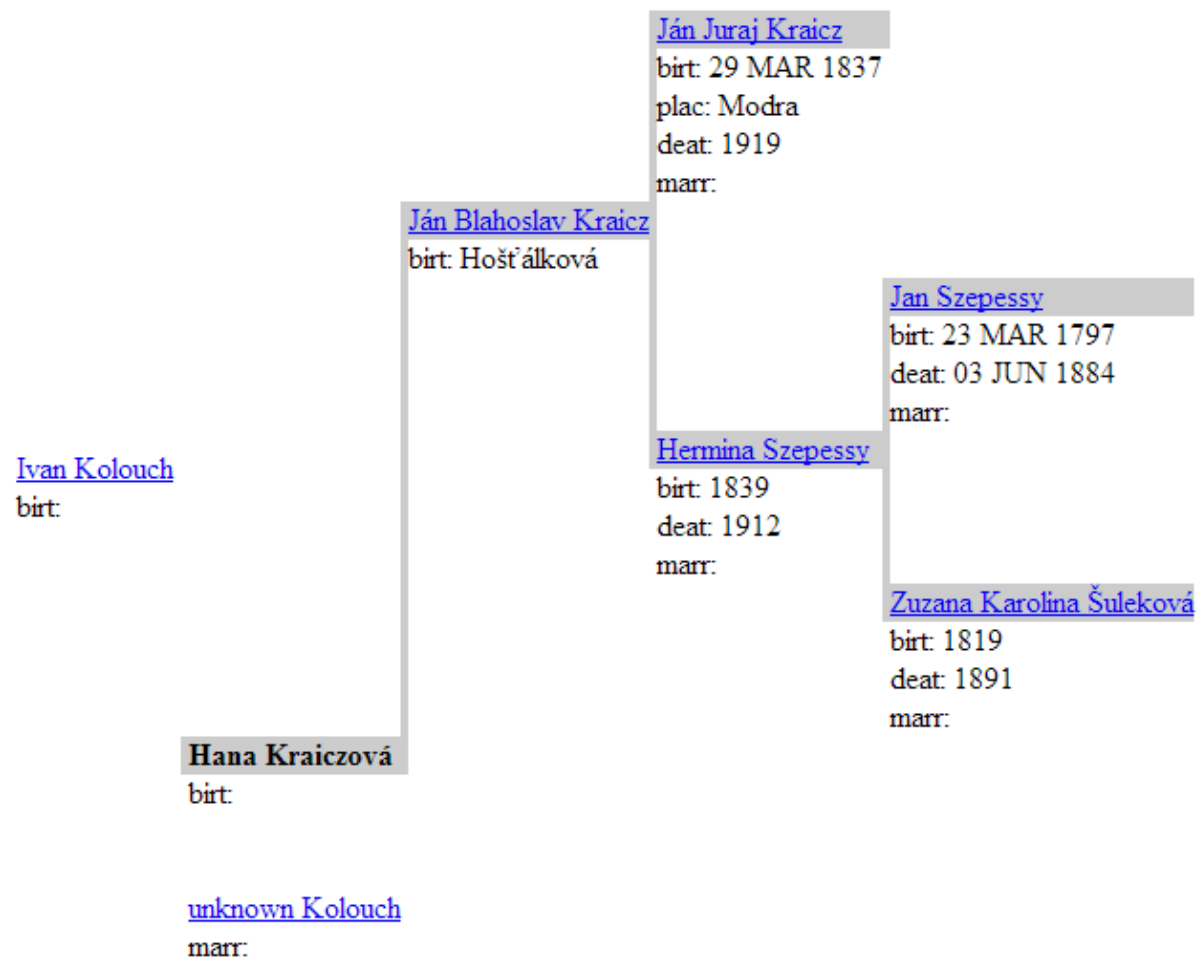 Ján Juraj Kraicz
birt: 29 MAR 1837
plac: Modra
deat: 1919
marr:
Ján Blahoslav Kraicz
birt: Hošťálková
Jan Szepessy
birt: 23 MAR 1797
deat: 03 JUN 1884
marr:
Hermina Szepessy
birt: 1839
deat: 1912
marr:
Ivan Kolouch
birt:
Zuzana Karolina Šuleková
birt: 1819
deat: 1891
marr:
Hana Kraiczová
birt:
unknown Kolouch
marr: